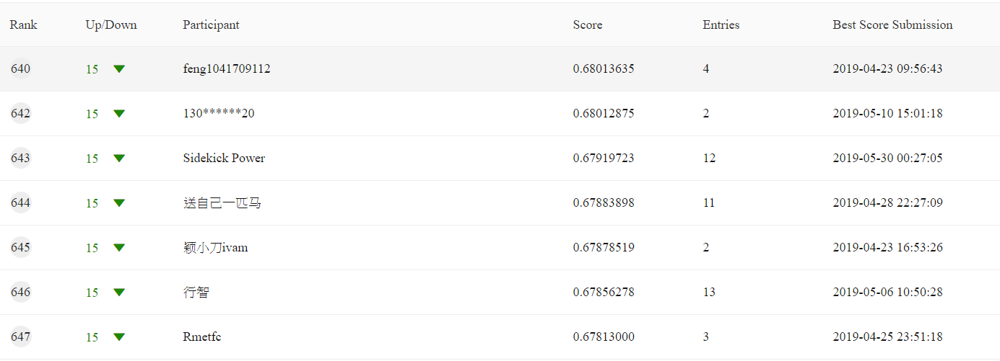 Rank Up/Down Participant Score Entries Best Score Submission
640 15 feng1041709112 0.68013635 4 2019-04-23 09:56:43
642 15 130******20 0.68012875 2 2019-05-10 15:01:18
643 15 Sidekick Power 0.67919723 12 2019-05-30 00:27:05
644 15 送自己一匹马 0.67883898 11 2019-04-28 22:27:09
645 15 颖小刀ivam 0.67878519 2 2019-04-23 16:53:26
646 15 行智 0.67856278 13 2019-05-06 10:50:28
647 15 Rmetfc 0.67813000 3 2019-04-25 23:51:18